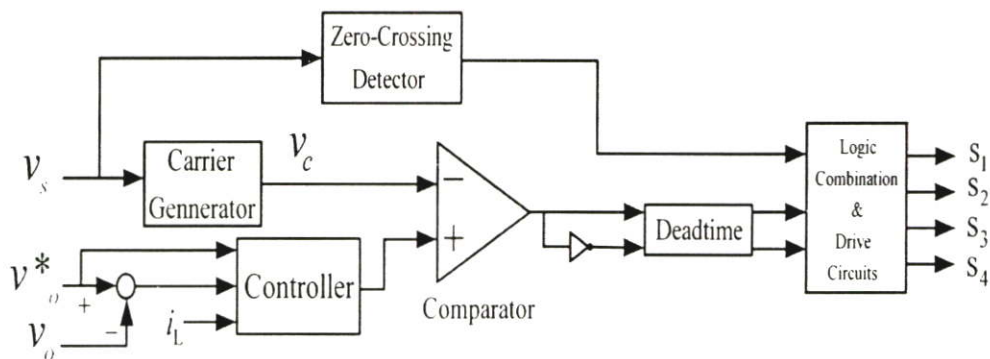 Zero-Crossing
Detector
v_s
Carrier
Gennerator
v_c
−
+
Comparator
Deadtime
Logic
Combination
&
Drive
Circuits
S_1
S_2
S_3
S_4
v*_o
+
−
v_o
i_L
Controller